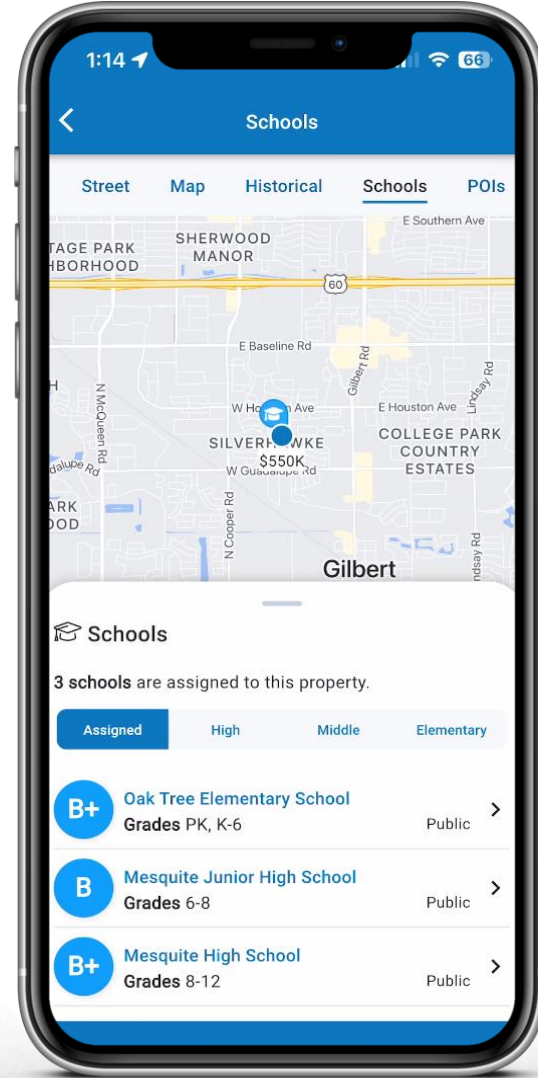 1:14
66
Schools
Street Map Historical Schools POIs
E Southern Ave
TAGE PARK
HBORHOOD
SHERWOOD
MANOR
60
E Baseline Rd
Gilbert Rd
Lindsay Rd
H
N McQueen Rd
W Ho n Ave
E Houston Ave
SILVERH WKE
$550K
COLLEGE PARK
COUNTRY
ESTATES
dalupe Rd
W Guadalupe Rd
ARK
OOD
N Cooper Rd
ndsay Rd
Gilbert
Schools
3 schools are assigned to this property.
Assigned High Middle Elementary
B+ Oak Tree Elementary School
Grades PK, K-6 Public
B Mesquite Junior High School
Grades 6-8 Public
B+ Mesquite High School
Grades 8-12 Public